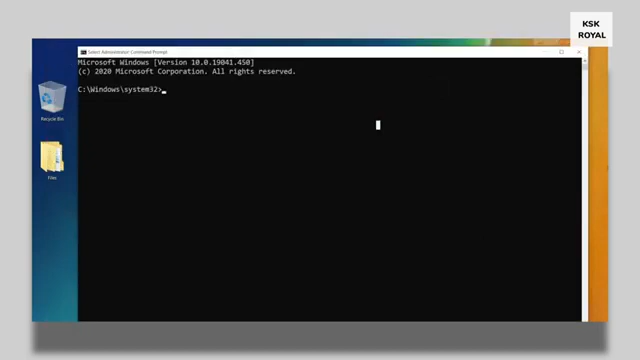 KSK
ROYAL
Select Administrator: Command Prompt
Microsoft Windows [Version 10.0.19041.450]
(c) 2020 Microsoft Corporation. All rights reserved.
C:\Windows\system32>
Recycle Bin
Files